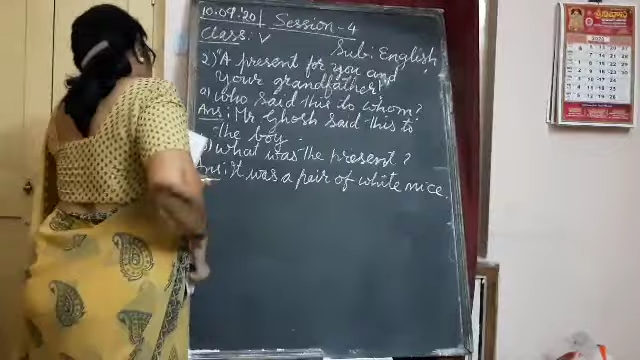 10.09.'20 Session-4
Class: V
Sub: English
2) "A present for you and
your grandfather!"
a) who said this to whom?
Ans: Mr Ghosh said this to
the boy.
) what was the present?
Ans: It was a pair of white mice.
2020